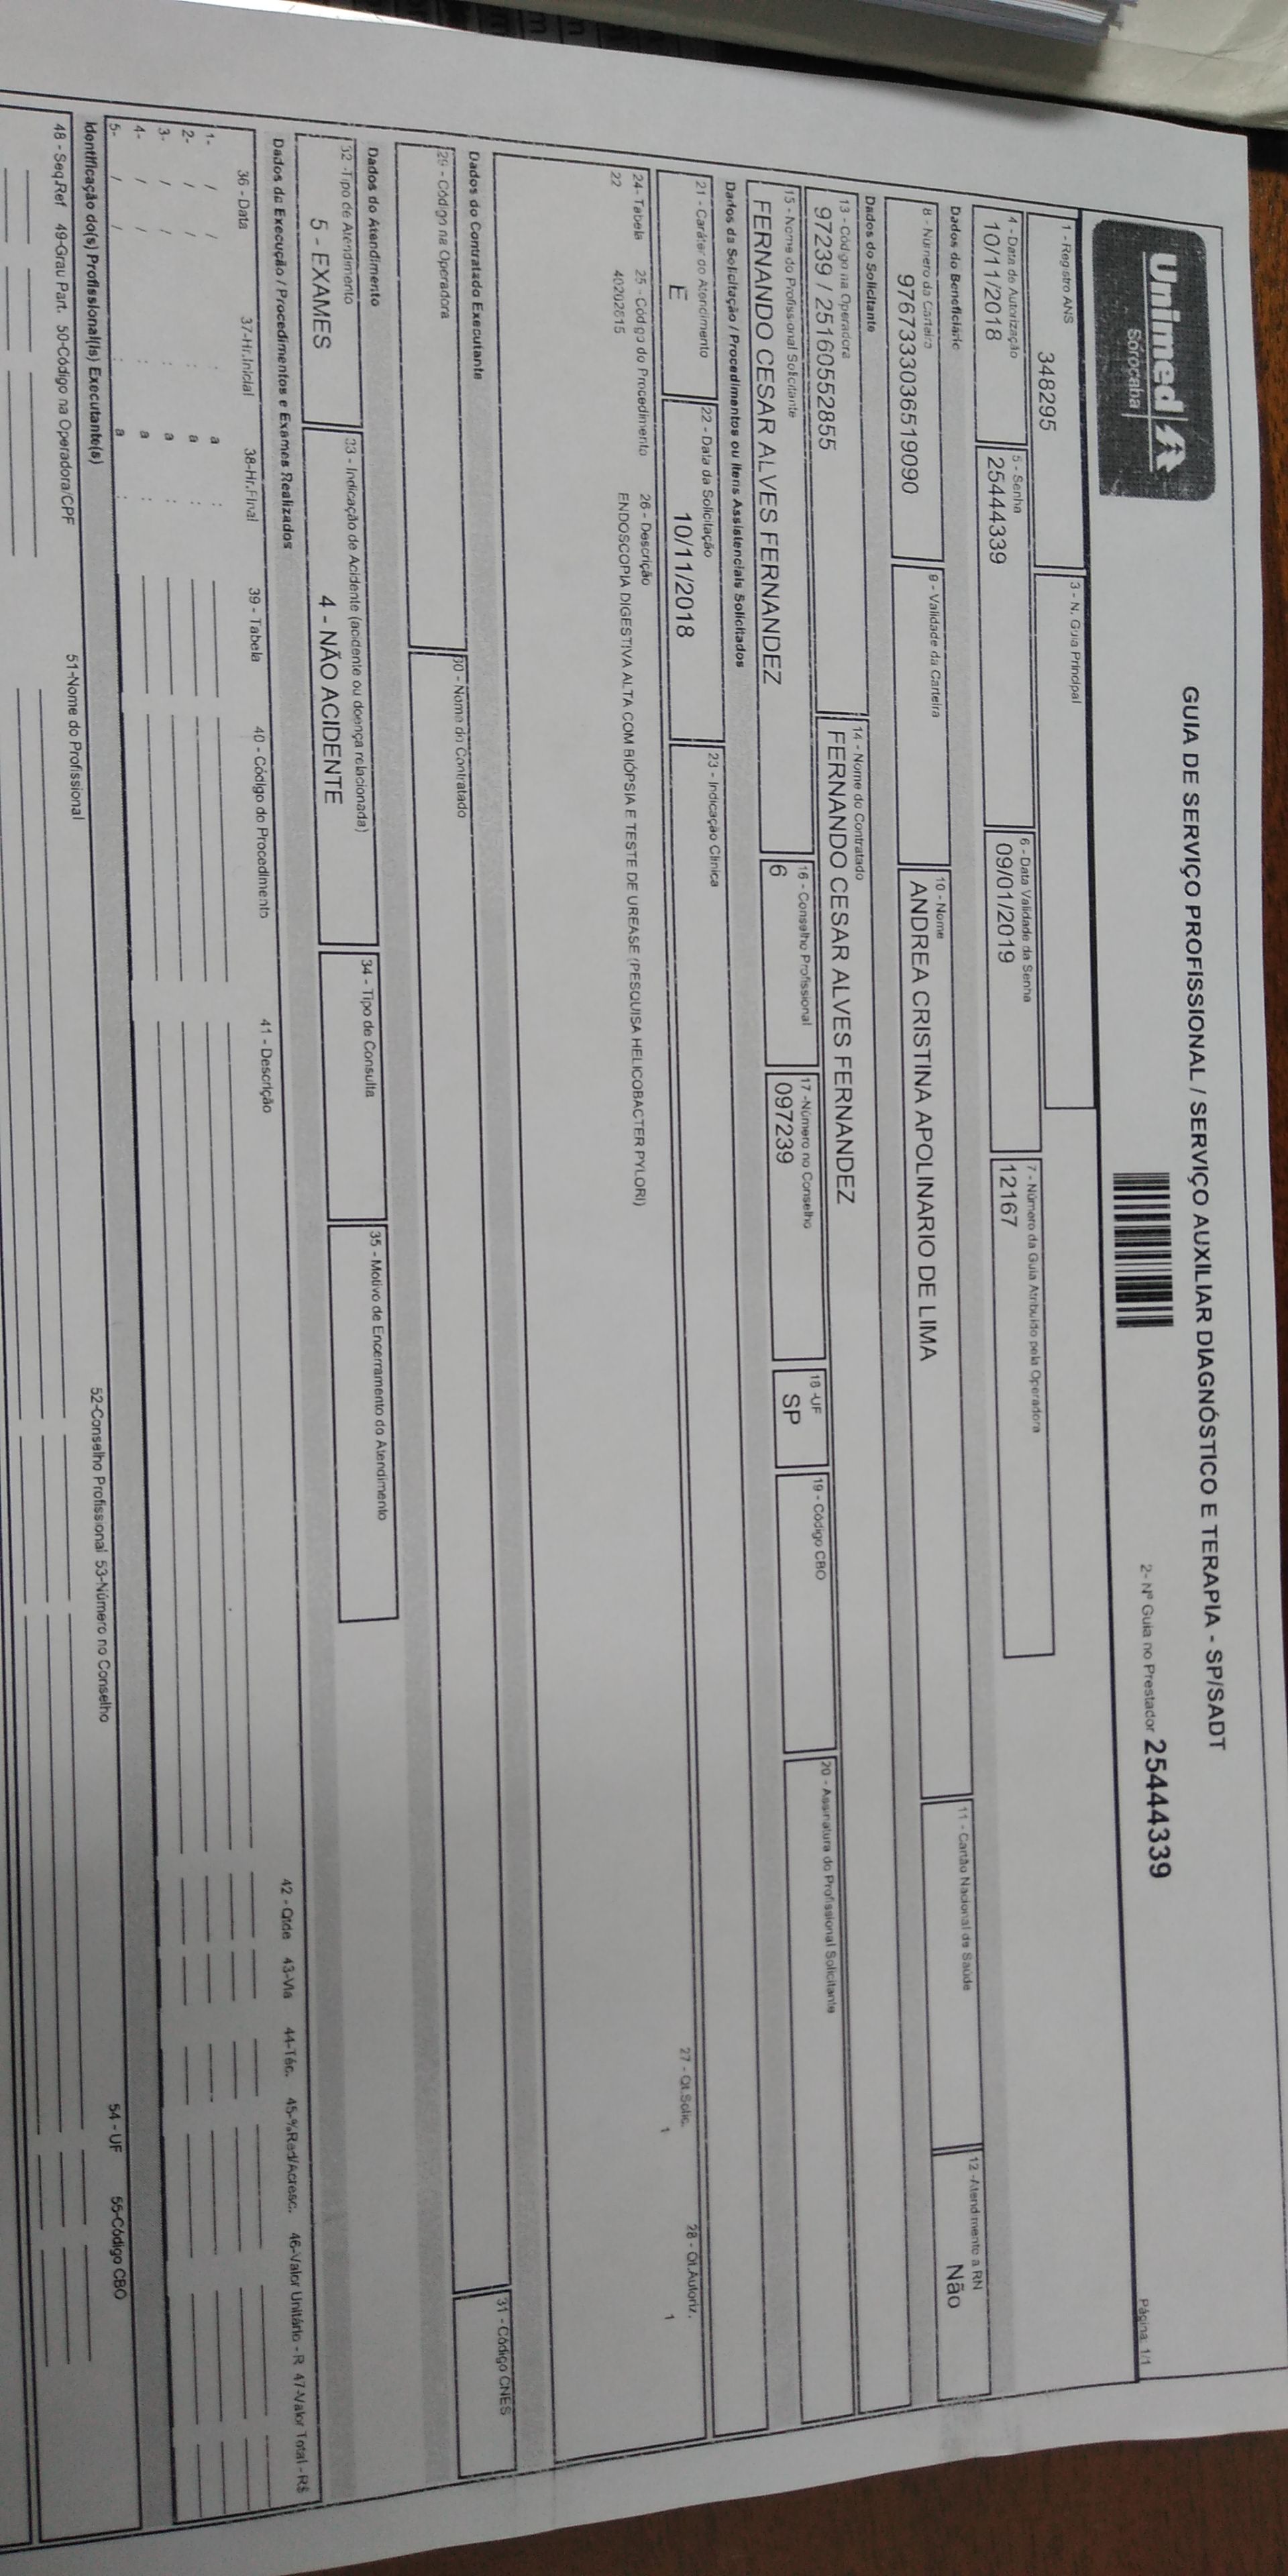 Unimed
Sorocaba
GUIA DE SERVIÇO PROFISSIONAL / SERVIÇO AUXILIAR DIAGNÓSTICO E TERAPIA - SP/SADT
2- Nº Guia no Prestador 25444339
Página: 1/1
1 - Registro ANS
348295
3 - N. Guia Principal
4 - Data de Autorização
10/11/2018
5 - Senha
25444339
6 - Data Validade da Senha
09/01/2019
7 - Número da Guia Atribuído pela Operadora
12167
Dados do Beneficiário
8 - Número da Carteira
9767333036519090
9 - Validade da Carteira
10 - Nome
ANDREA CRISTINA APOLINARIO DE LIMA
11 - Cartão Nacional de Saúde
12 - Atendimento a RN
Não
Dados do Solicitante
13 - Código na Operadora
97239 / 25160552855
14 - Nome do Contratado
FERNANDO CESAR ALVES FERNANDEZ
15 - Nome do Profissional Solicitante
FERNANDO CESAR ALVES FERNANDEZ
16 - Conselho Profissional
6
17 -Número no Conselho
097239
18 -UF
SP
19 - Código CBO
20 - Assinatura do Profissional Solicitante
Dados da Solicitação / Procedimentos ou Itens Assistenciais Solicitados
21 - Caráter do Atendimento
E
22 - Data da Solicitação
10/11/2018
23 - Indicação Clínica
24- Tabela 25 - Código do Procedimento 26 - Descrição 27 - Qt.Solic. 28 - Qt.Autoriz.
22 40202615 ENDOSCOPIA DIGESTIVA ALTA COM BIÓPSIA E TESTE DE UREASE (PESQUISA HELICOBACTER PYLORI) 1 1
Dados do Contratado Executante
29 - Código na Operadora
30 - Nome do Contratado
31 - Código CNES
Dados do Atendimento
32 -Tipo de Atendimento
5 - EXAMES
33 - Indicação de Acidente (acidente ou doença relacionada)
4 - NÃO ACIDENTE
34 - Tipo de Consulta
35 - Motivo de Encerramento do Atendimento
Dados da Execução / Procedimentos e Exames Realizados
36 - Data 37-Hr.Inicial 38-Hr.Final 39 - Tabela 40 - Código do Procedimento 41 - Descrição 42 - Qtde 43-Via 44-Téc. 45-%Red/Acresc. 46-Valor Unitário - R 47-Valor Total - R$
1- / / : a :
2- / / : a :
3- / / : a :
4- / / : a :
5- / / : a :
Identificação do(s) Profissional(is) Executante(s)
48 - Seq.Ref 49-Grau Part. 50-Código na Operadora/CPF 51-Nome do Profissional 52-Conselho Profissional 53-Número no Conselho 54 - UF 55-Código CBO